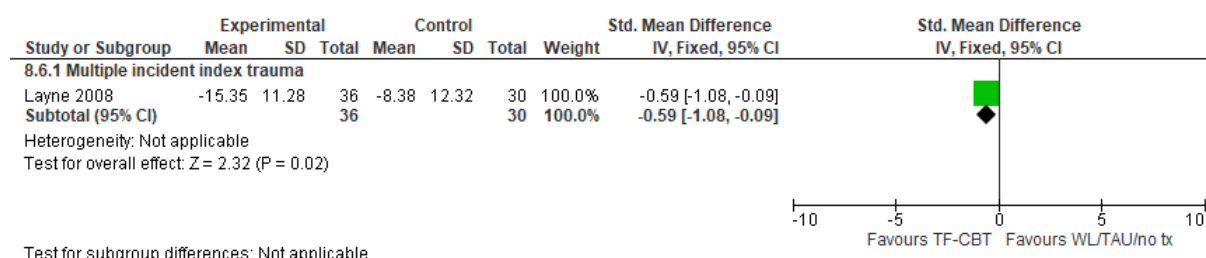 Experimental Control Std. Mean Difference Std. Mean Difference
Study or Subgroup Mean SD Total Mean SD Total Weight IV, Fixed, 95% CI IV, Fixed, 95% CI
8.6.1 Multiple incident index trauma
Layne 2008 -15.35 11.28 36 -8.38 12.32 30 100.0% -0.59 [-1.08, -0.09]
Subtotal (95% CI) 36 30 100.0% -0.59 [-1.08, -0.09]
Heterogeneity: Not applicable
Test for overall effect: Z = 2.32 (P = 0.02)
-10 -5 0 5 10
Favours TF-CBT Favours WL/TAU/no tx
Test for subgroup differences: Not applicable